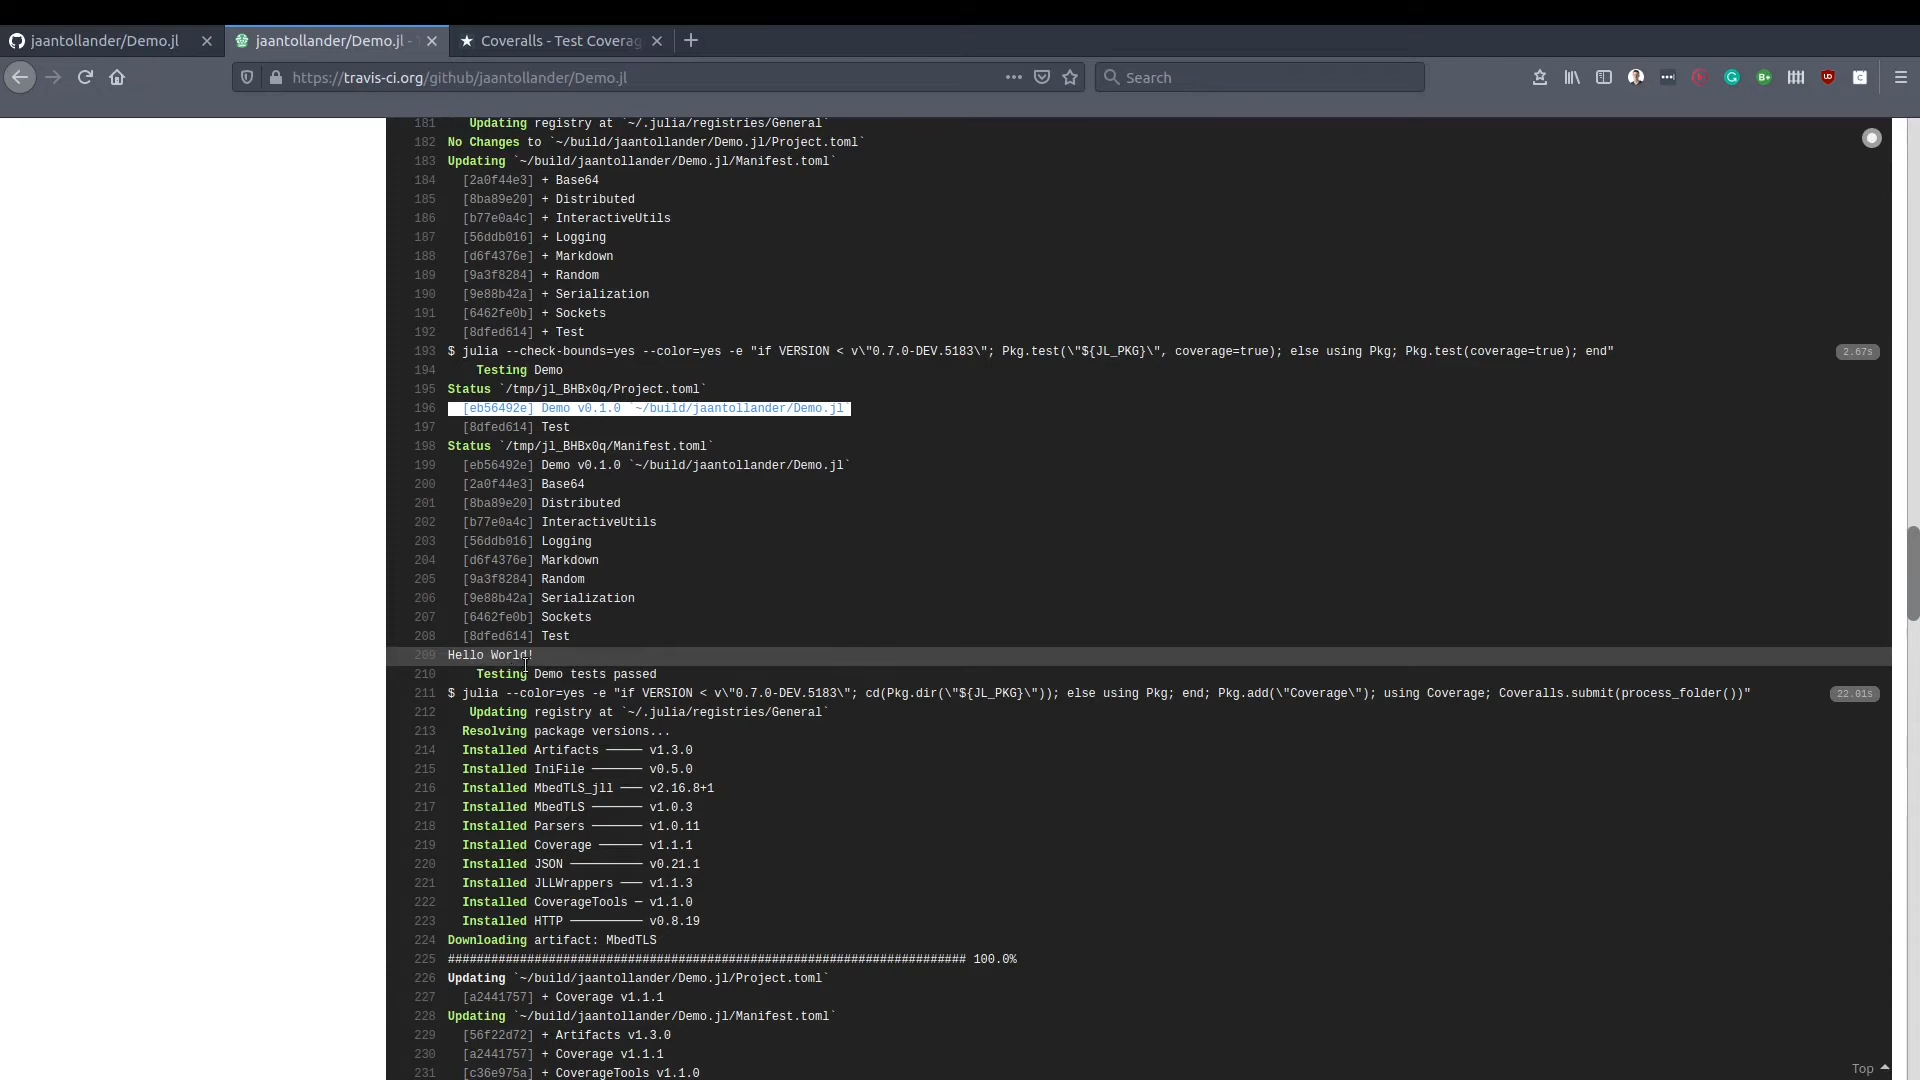 jaantollander/Demo.jl
jaantollander/Demo.jl -
Coveralls - Test Coverag
https://travis-ci.org/github/jaantollander/Demo.jl
Search
181 Updating registry at `~/.julia/registries/General`
182 No Changes to `~/build/jaantollander/Demo.jl/Project.toml`
183 Updating `~/build/jaantollander/Demo.jl/Manifest.toml`
184 [2a0f44e3] + Base64
185 [8ba89e20] + Distributed
186 [b77e0a4c] + InteractiveUtils
187 [56ddb016] + Logging
188 [d6f4376e] + Markdown
189 [9a3f8284] + Random
190 [9e88b42a] + Serialization
191 [6462fe0b] + Sockets
192 [8dfed614] + Test
193 $ julia --check-bounds=yes --color=yes -e "if VERSION < v\"0.7.0-DEV.5183\"; Pkg.test(\"${JL_PKG}\", coverage=true); else using Pkg; Pkg.test(coverage=true); end" 2.67s
194 Testing Demo
195 Status `/tmp/jl_BHBx0q/Project.toml`
196 [eb56492e] Demo v0.1.0 `~/build/jaantollander/Demo.jl`
197 [8dfed614] Test
198 Status `/tmp/jl_BHBx0q/Manifest.toml`
199 [eb56492e] Demo v0.1.0 `~/build/jaantollander/Demo.jl`
200 [2a0f44e3] Base64
201 [8ba89e20] Distributed
202 [b77e0a4c] InteractiveUtils
203 [56ddb016] Logging
204 [d6f4376e] Markdown
205 [9a3f8284] Random
206 [9e88b42a] Serialization
207 [6462fe0b] Sockets
208 [8dfed614] Test
209 Hello World!
210 Testing Demo tests passed
211 $ julia --color=yes -e "if VERSION < v\"0.7.0-DEV.5183\"; cd(Pkg.dir(\"${JL_PKG}\")); else using Pkg; end; Pkg.add(\"Coverage\"); using Coverage; Coveralls.submit(process_folder())" 22.01s
212 Updating registry at `~/.julia/registries/General`
213 Resolving package versions...
214 Installed Artifacts ───── v1.3.0
215 Installed IniFile ─────── v0.5.0
216 Installed MbedTLS_jll ─── v2.16.8+1
217 Installed MbedTLS ─────── v1.0.3
218 Installed Parsers ─────── v1.0.11
219 Installed Coverage ────── v1.1.1
220 Installed JSON ────────── v0.21.1
221 Installed JLLWrappers ─── v1.1.3
222 Installed CoverageTools ─ v1.1.0
223 Installed HTTP ────────── v0.8.19
224 Downloading artifact: MbedTLS
225 ######################################################################## 100.0%
226 Updating `~/build/jaantollander/Demo.jl/Project.toml`
227 [a2441757] + Coverage v1.1.1
228 Updating `~/build/jaantollander/Demo.jl/Manifest.toml`
229 [56f22d72] + Artifacts v1.3.0
230 [a2441757] + Coverage v1.1.1
231 [c36e975a] + CoverageTools v1.1.0
Top